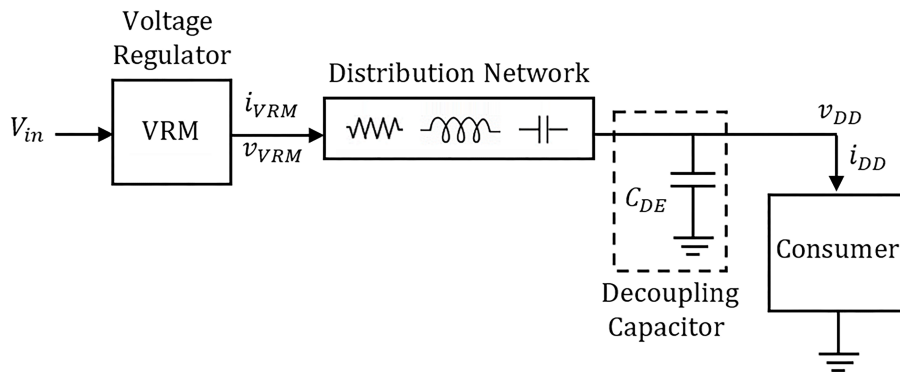 Voltage
Regulator
Distribution Network
V_in
VRM
i_VRM
v_VRM
v_DD
i_DD
C_DE
Consumer
Decoupling
Capacitor